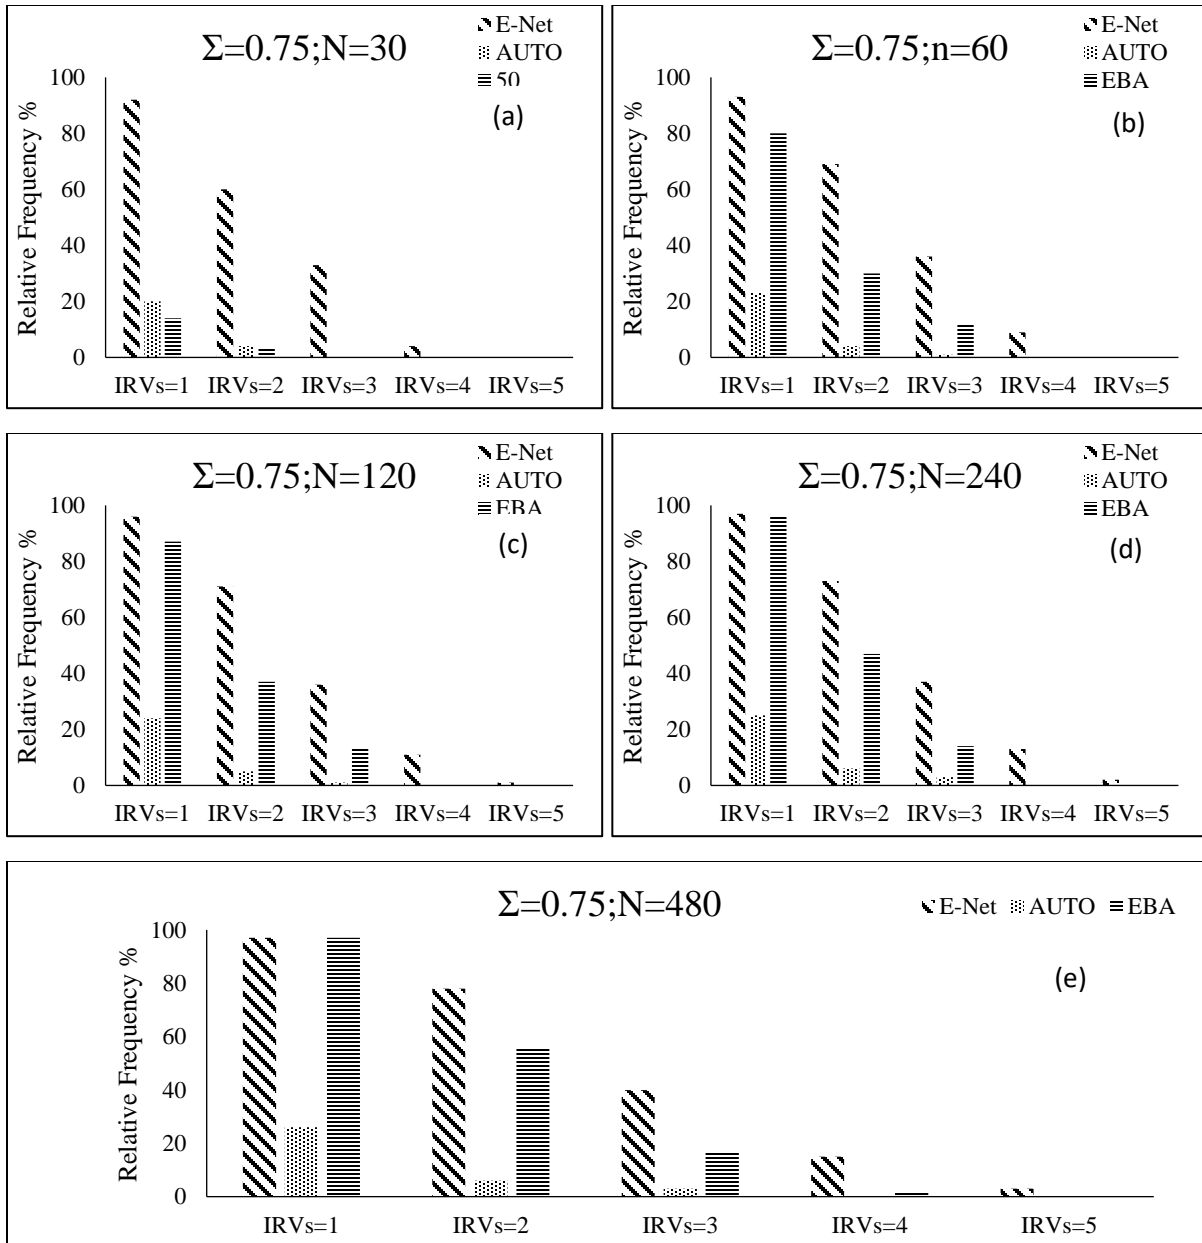 Σ=0.75;N=30
E-Net
AUTO
50
(a)
Relative Frequency %
100
80
60
40
20
0
IRVs=1 IRVs=2 IRVs=3 IRVs=4 IRVs=5
Σ=0.75;n=60
E-Net
AUTO
EBA
(b)
Relative Frequency %
100
80
60
40
20
0
IRVs=1 IRVs=2 IRVs=3 IRVs=4 IRVs=5
Σ=0.75;N=120
E-Net
AUTO
EBA
(c)
Relative Frequency %
100
80
60
40
20
0
IRVs=1 IRVs=2 IRVs=3 IRVs=4 IRVs=5
Σ=0.75;N=240
E-Net
AUTO
EBA
(d)
Relative Frequency %
100
80
60
40
20
0
IRVs=1 IRVs=2 IRVs=3 IRVs=4 IRVs=5
Σ=0.75;N=480
E-Net AUTO EBA
(e)
Relative Frequency %
100
80
60
40
20
0
IRVs=1 IRVs=2 IRVs=3 IRVs=4 IRVs=5